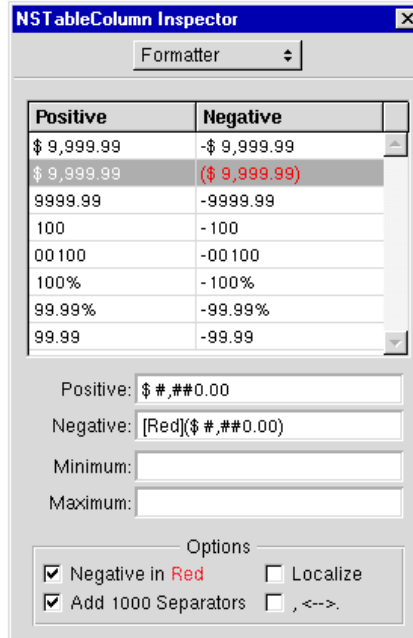 NSTableColumn Inspector
Formatter
Positive Negative
$ 9,999.99 -$ 9,999.99
$ 9,999.99 ($ 9,999.99)
9999.99 -9999.99
100 -100
00100 -00100
100% -100%
99.99% -99.99%
99.99 -99.99
Positive: $ #,##0.00
Negative: [Red]($ #,##0.00)
Minimum:
Maximum:
Options
Negative in Red Localize
Add 1000 Separators , <-->.